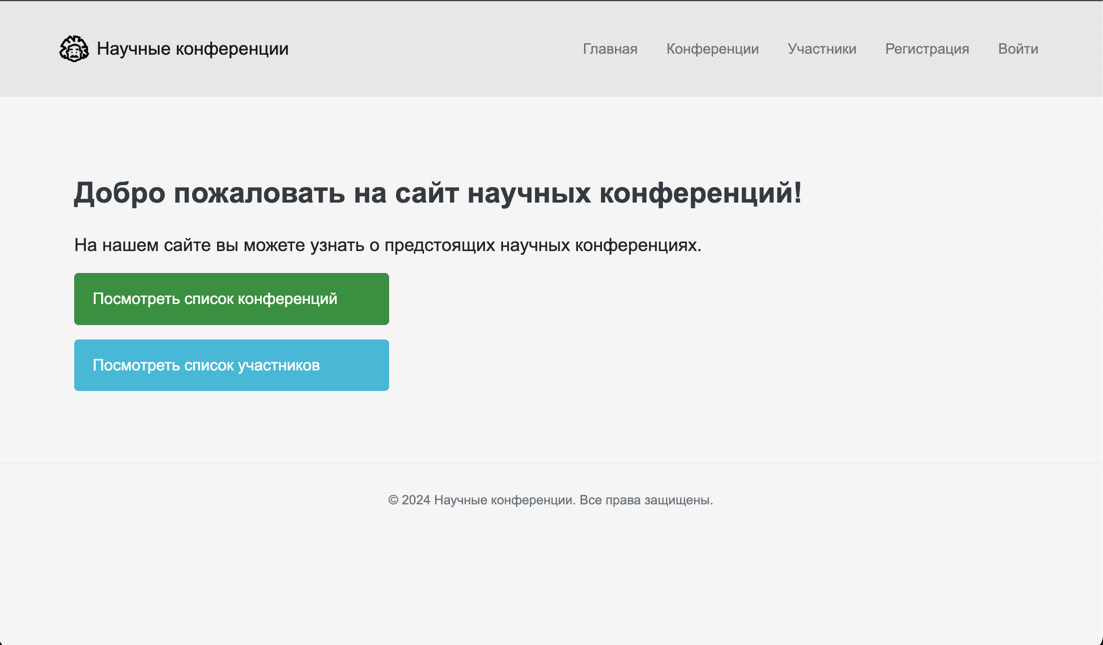 Научные конференции
Главная Конференции Участники Регистрация Войти
Добро пожаловать на сайт научных конференций!
На нашем сайте вы можете узнать о предстоящих научных конференциях.
Посмотреть список конференций
Посмотреть список участников
© 2024 Научные конференции. Все права защищены.